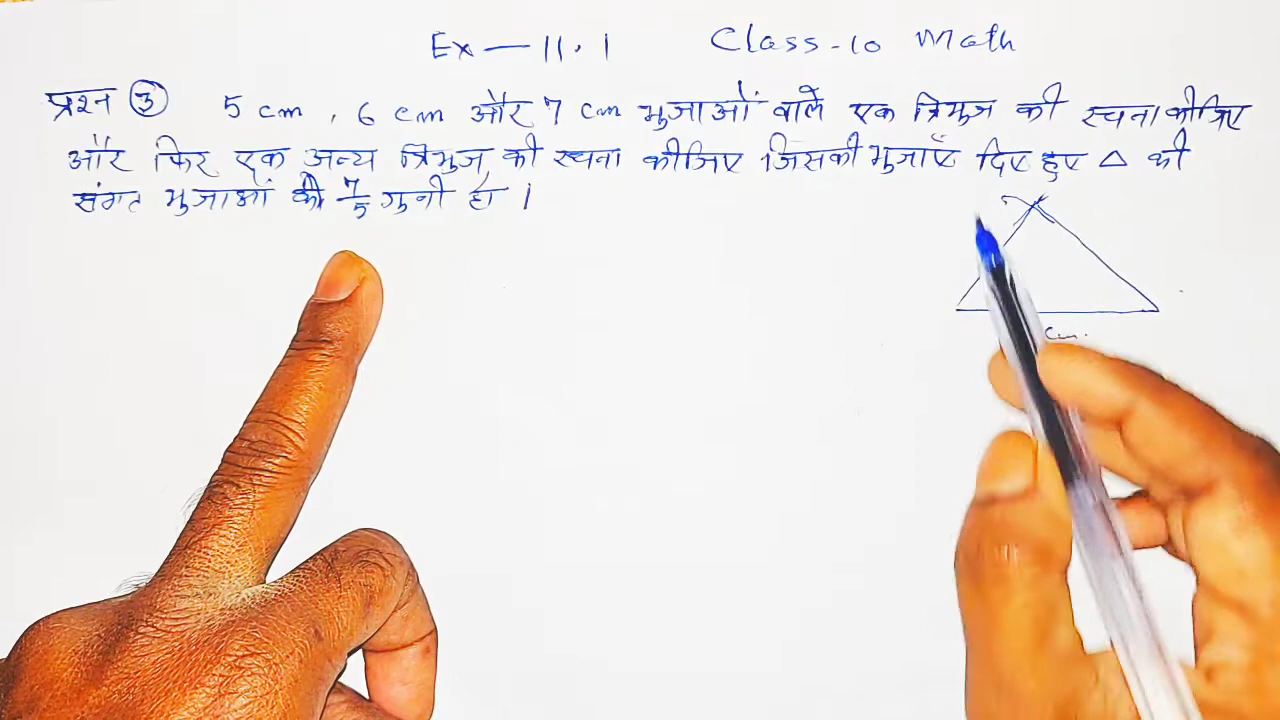 Ex — 11.1 Class-10 Math
प्रश्न ③ 5 cm, 6 cm और 7 cm भुजाओं वाले एक त्रिभुज की रचना कीजिए
और फिर एक अन्य त्रिभुज की रचना कीजिए जिसकी भुजाएँ दिए हुए △ की
संगत भुजाओं की 7/5 गुनी हों ।
cm.